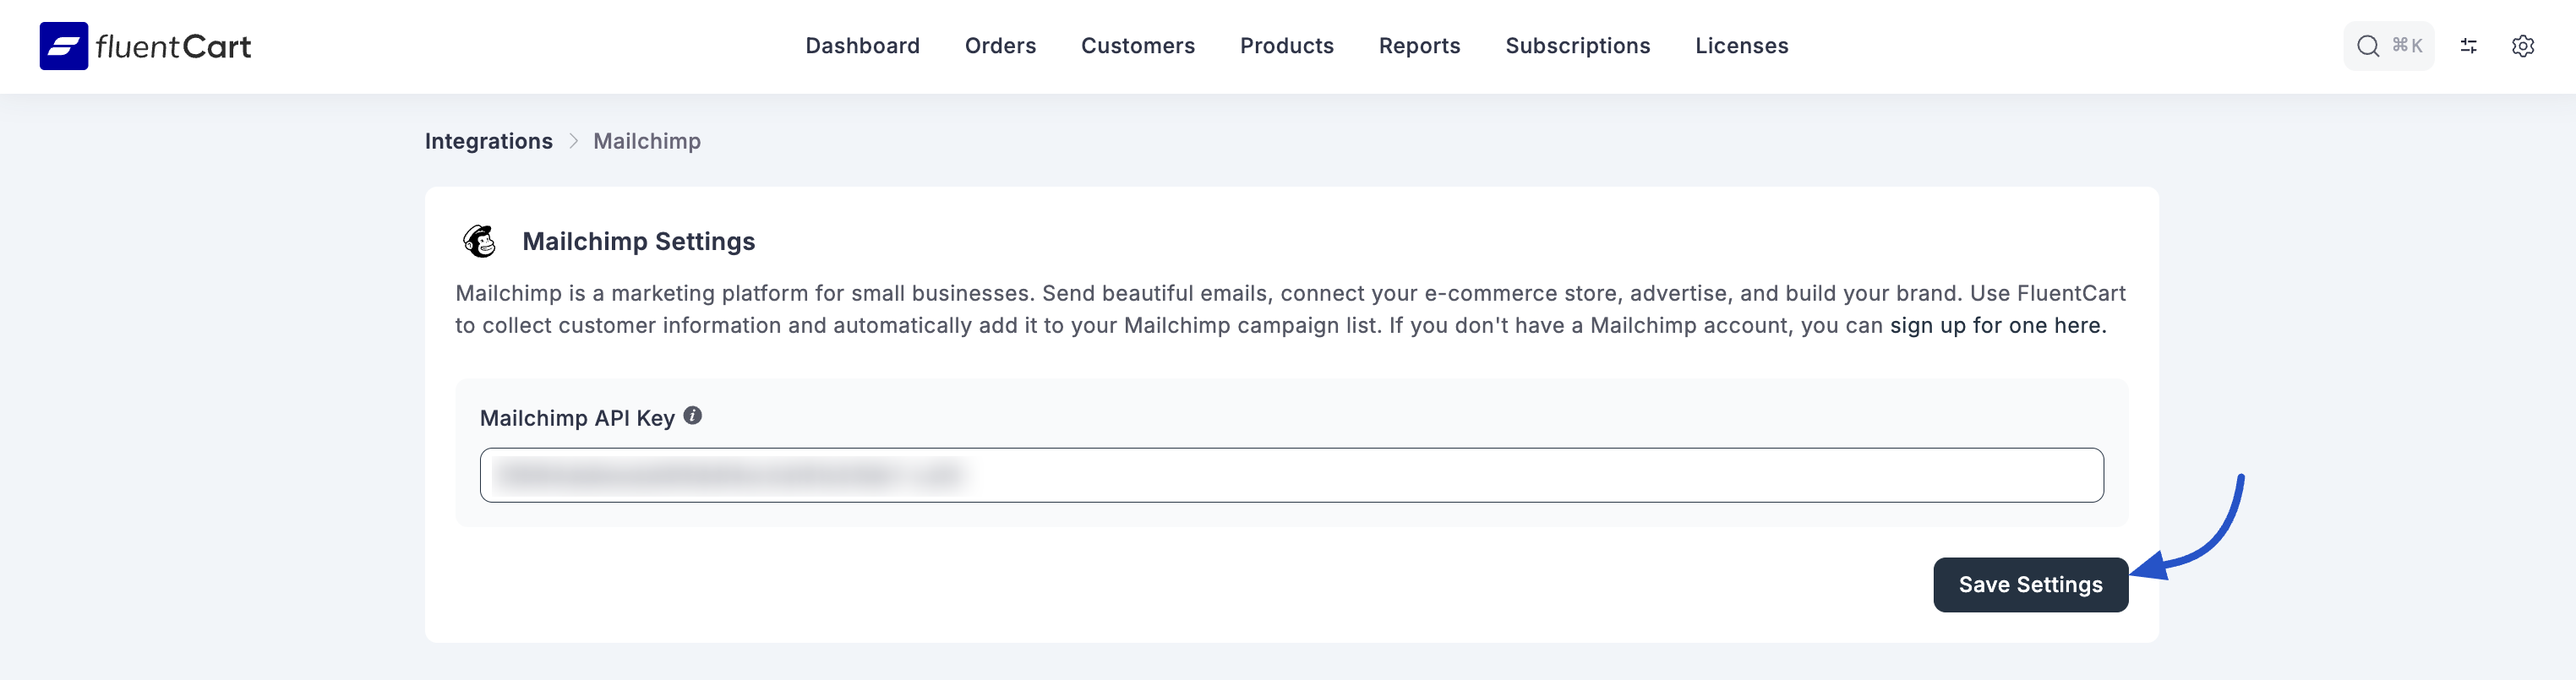 fluentCart
Dashboard Orders Customers Products Reports Subscriptions Licenses
⌘K
Integrations > Mailchimp
Mailchimp Settings
Mailchimp is a marketing platform for small businesses. Send beautiful emails, connect your e-commerce store, advertise, and build your brand. Use FluentCart
to collect customer information and automatically add it to your Mailchimp campaign list. If you don't have a Mailchimp account, you can sign up for one here.
Mailchimp API Key
Save Settings